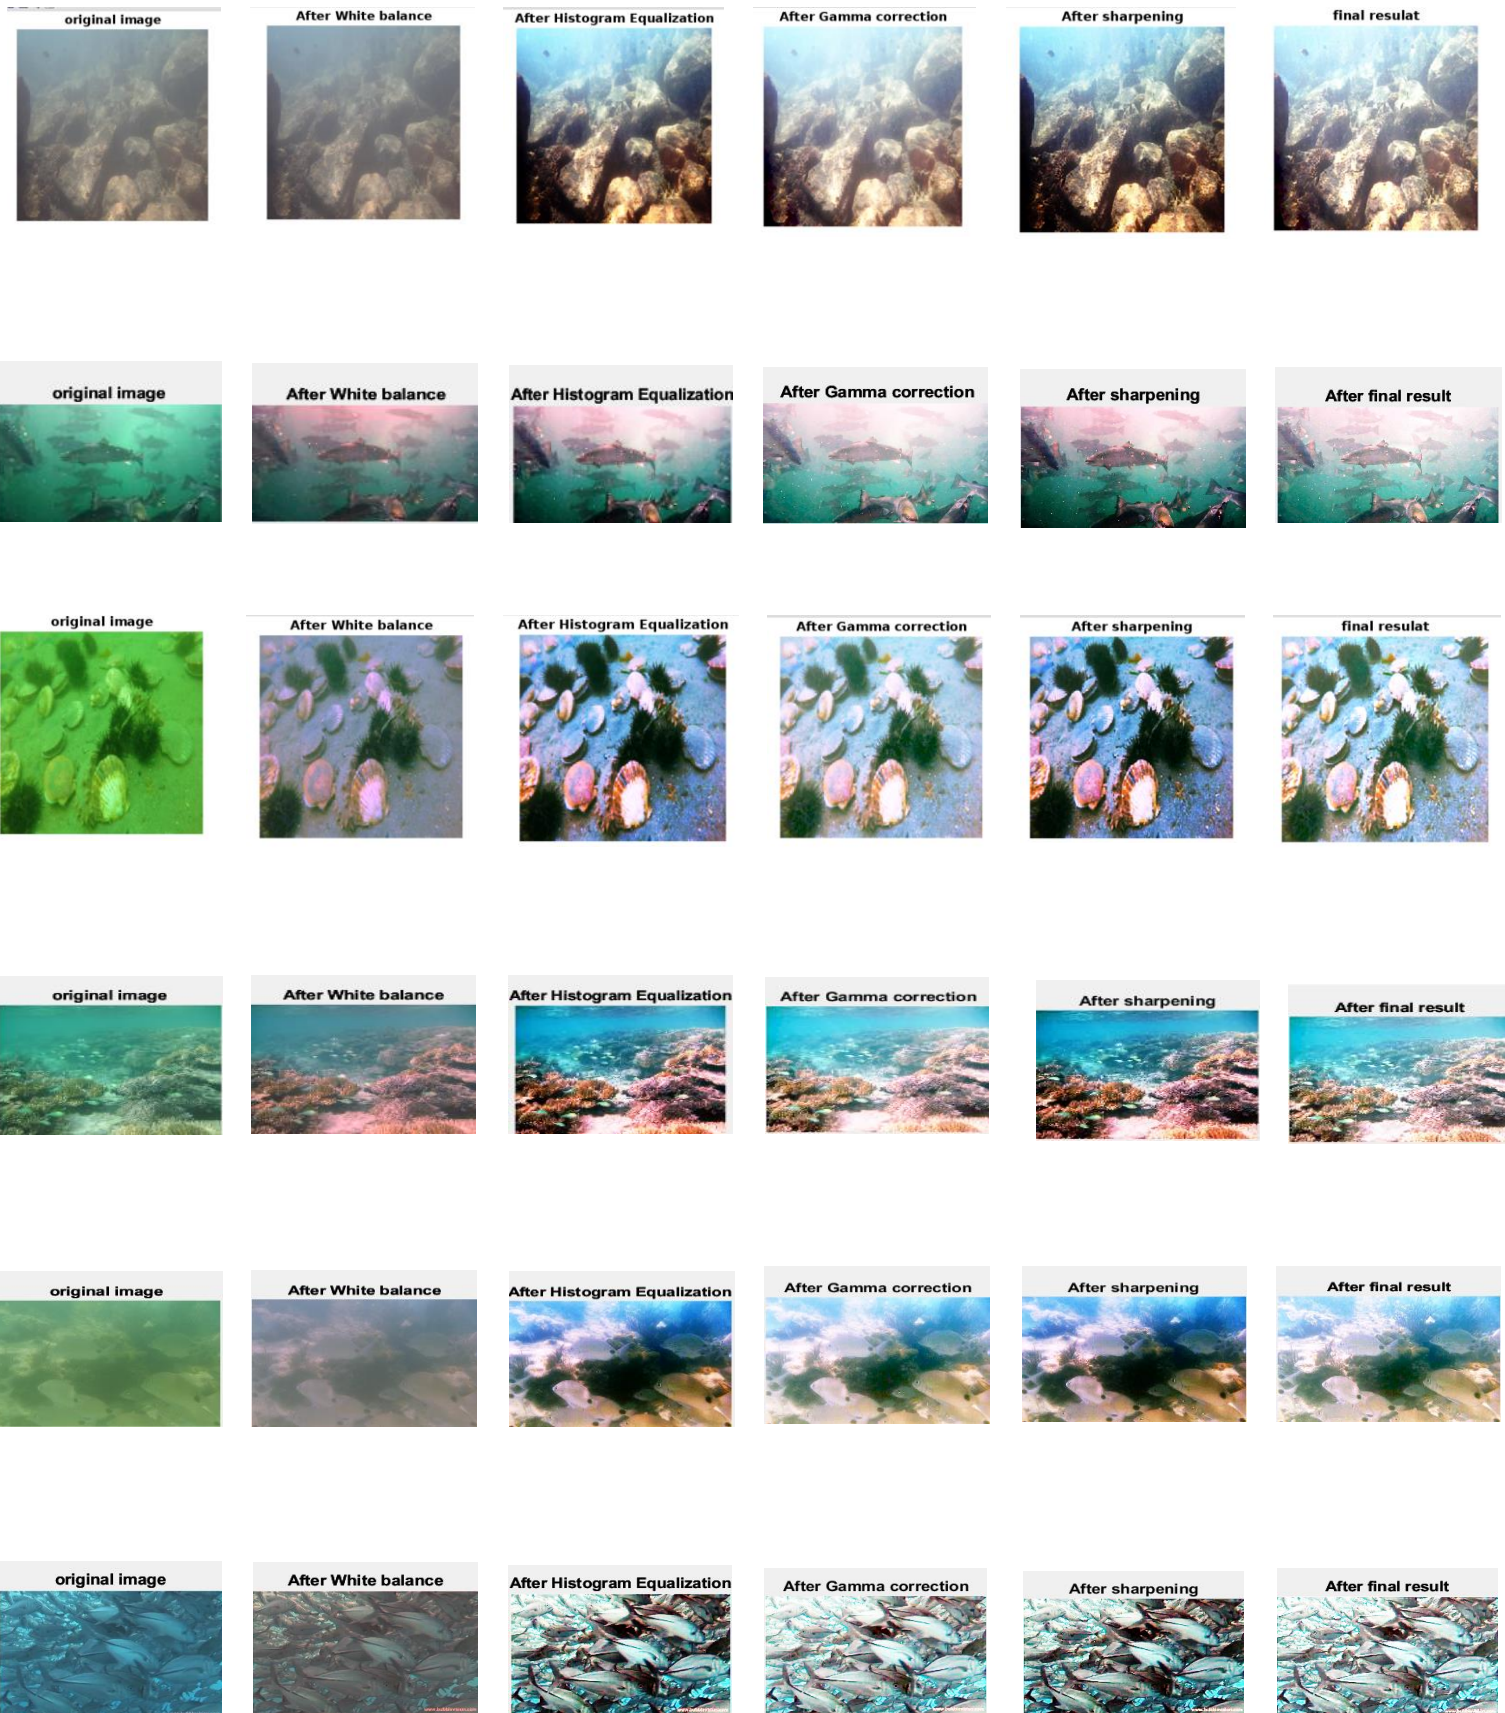 original image
After White balance
After Histogram Equalization
After Gamma correction
After sharpening
final resulat
original image
After White balance
After Histogram Equalization
After Gamma correction
After sharpening
After final result
original image
After White balance
After Histogram Equalization
After Gamma correction
After sharpening
final resulat
original image
After White balance
After Histogram Equalization
After Gamma correction
After sharpening
After final result
original image
After White balance
After Histogram Equalization
After Gamma correction
After sharpening
After final result
original image
After White balance
After Histogram Equalization
After Gamma correction
After sharpening
After final result